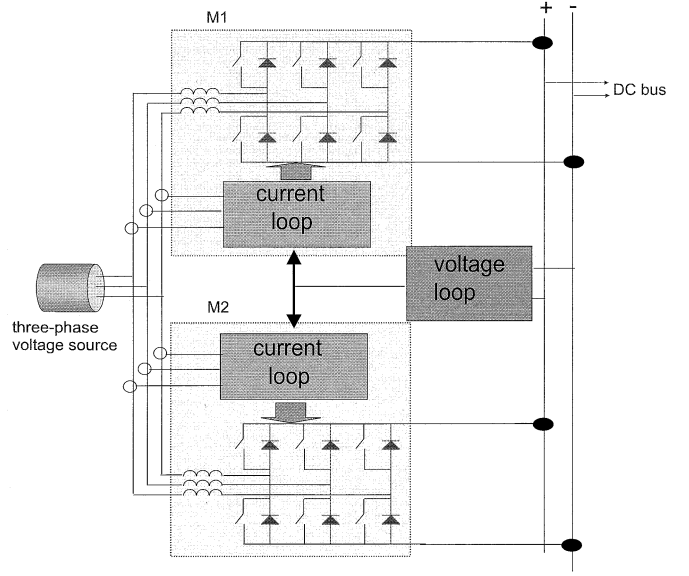 M1
+ -
DC bus
current
loop
voltage
loop
three-phase
voltage source
M2
current
loop